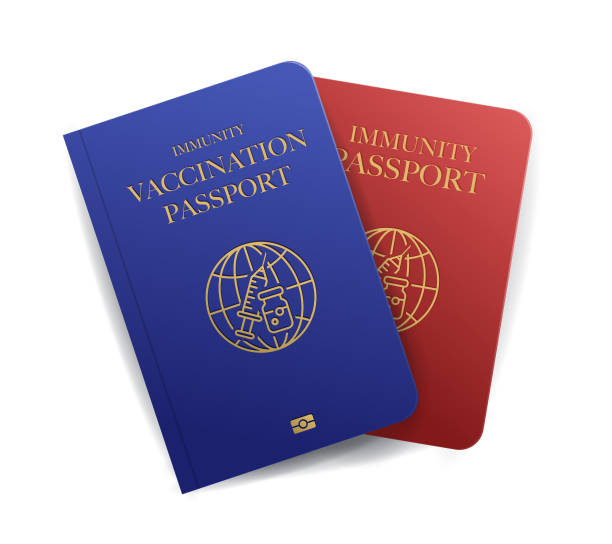 IMMUNITY
VACCINATION
PASSPORT
IMMUNITY
PASSPORT